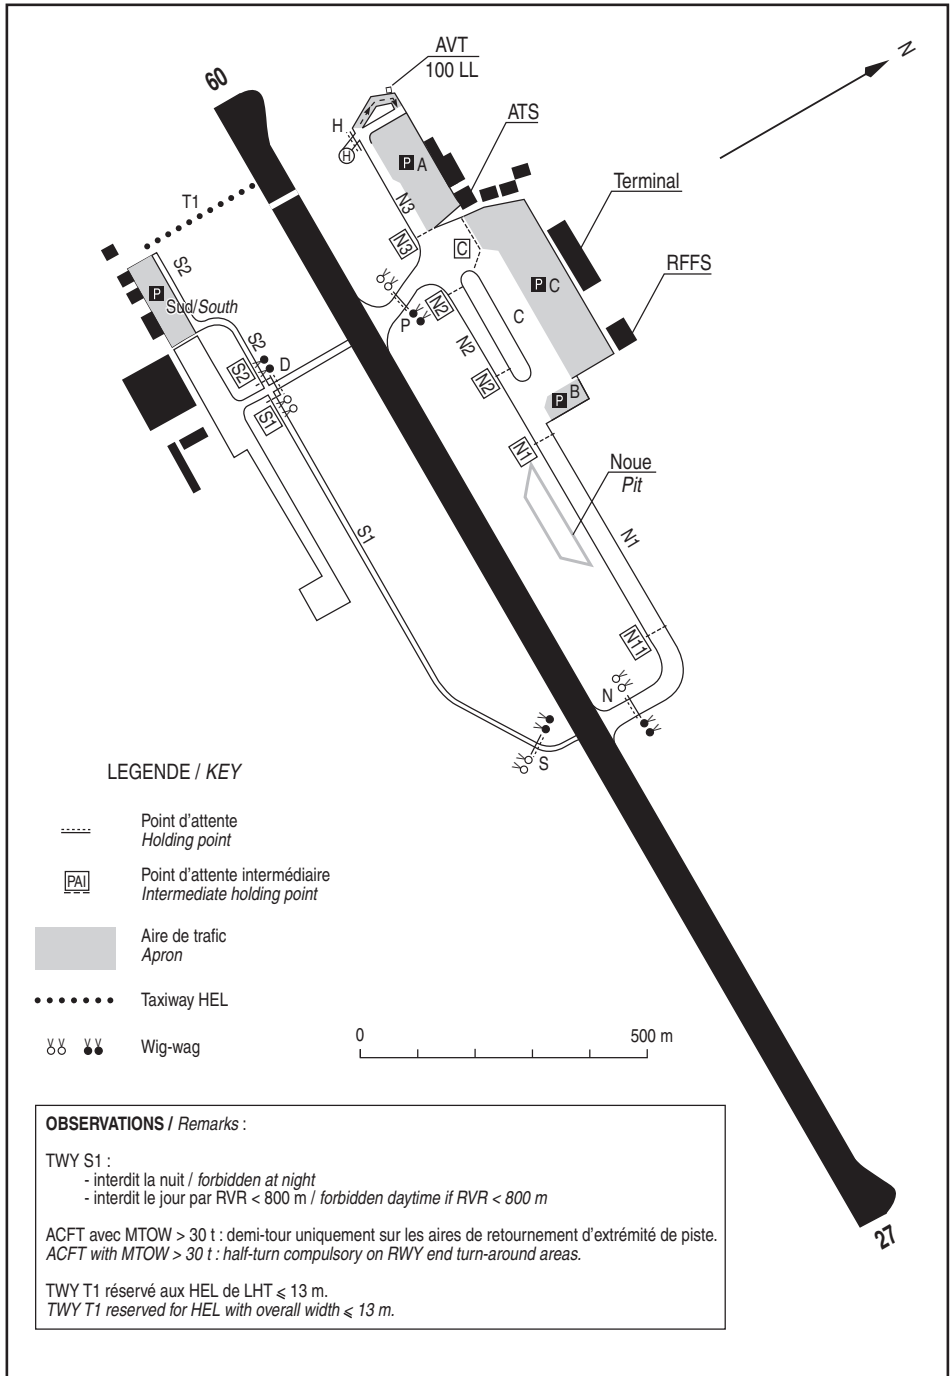 AVT
100 LL
N
60
H
ATS
H
P A
T1
Terminal
N3
N3
C
S2
RFFS
P
P C
Sud/South
N2
C
P
S2
N2
D
S2
N2
P B
S1
N1
Noue
Pit
S1
N1
N11
N
S
LEGENDE / KEY
Point d'attente
Holding point
PAI
Point d'attente intermédiaire
Intermediate holding point
Aire de trafic
Apron
Taxiway HEL
Wig-wag
0
500 m
27
OBSERVATIONS / Remarks :
TWY S1 :
- interdit la nuit / forbidden at night
- interdit le jour par RVR < 800 m / forbidden daytime if RVR < 800 m
ACFT avec MTOW > 30 t : demi-tour uniquement sur les aires de retournement d'extrémité de piste.
ACFT with MTOW > 30 t : half-turn compulsory on RWY end turn-around areas.
TWY T1 réservé aux HEL de LHT ⩽ 13 m.
TWY T1 reserved for HEL with overall width ⩽ 13 m.